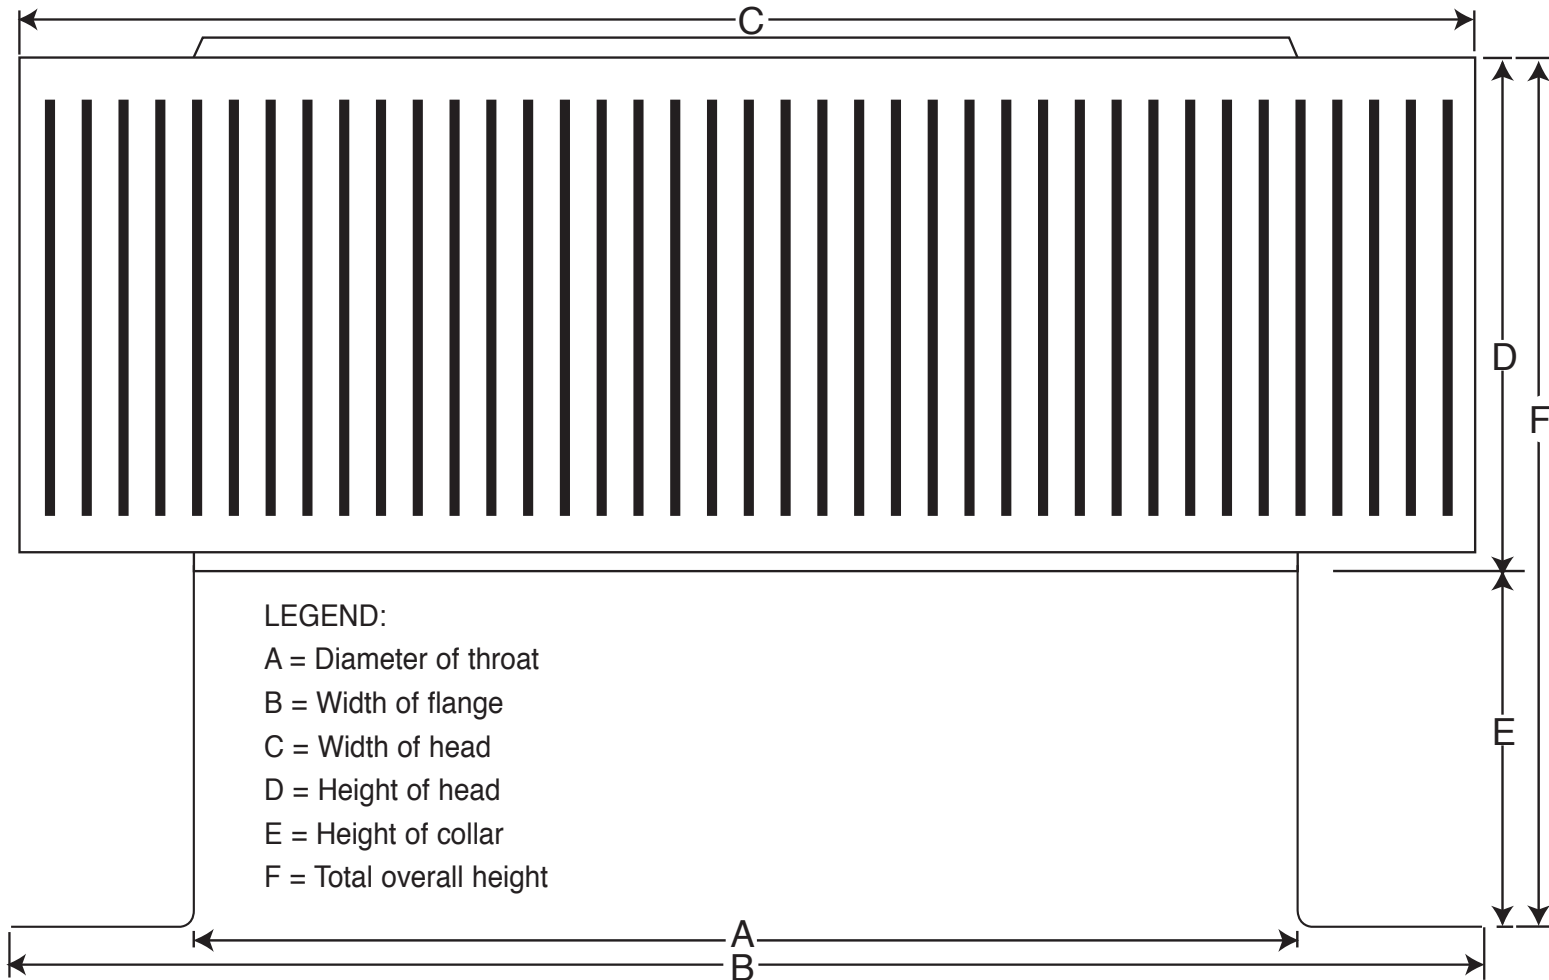 C
D
F
LEGEND:
A = Diameter of throat
B = Width of flange
C = Width of head
D = Height of head
E = Height of collar
F = Total overall height
E
A
B